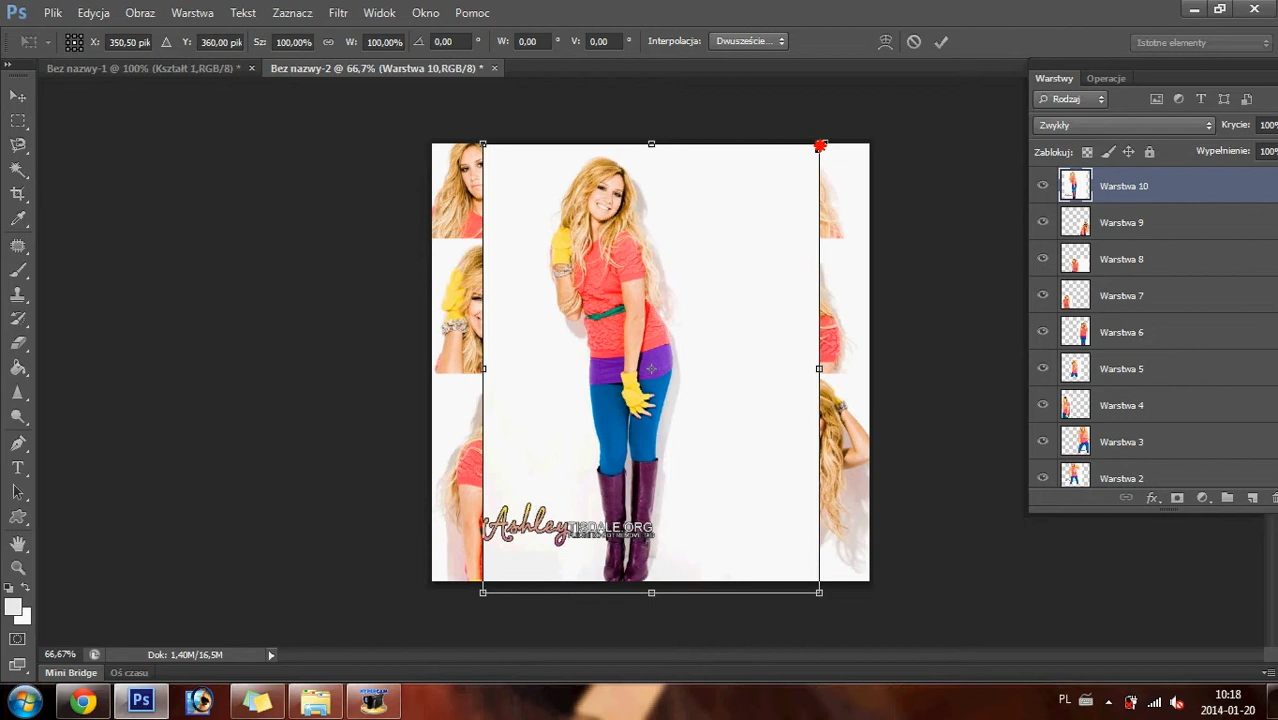 Ps Plik Edycja Obraz Warstwa Tekst Zaznacz Filtr Widok Okno Pomoc
X: 350,50 pik Y: 360,00 pik Sz: 100,00% W: 100,00% 0,00 ° W: 0,00 ° V: 0,00 ° Interpolacja: Dwuszeście... Istotne elementy
Bez nazwy-1 @ 100% (Kształt 1,RGB/8) * × Bez nazwy-2 @ 66,7% (Warstwa 10,RGB/8) * ×
Warstwy Operacje
Rodzaj
Zwykły Krycie: 100%
Zablokuj: Wypełnienie: 100%
Warstwa 10
Warstwa 9
Warstwa 8
Warstwa 7
Warstwa 6
Warstwa 5
Warstwa 4
Warstwa 3
Warstwa 2
AshleyTISDALE.ORG
66,67% Dok: 1,40M/16,5M
Mini Bridge Oś czasu
Ps PL 10:18
2014-01-20